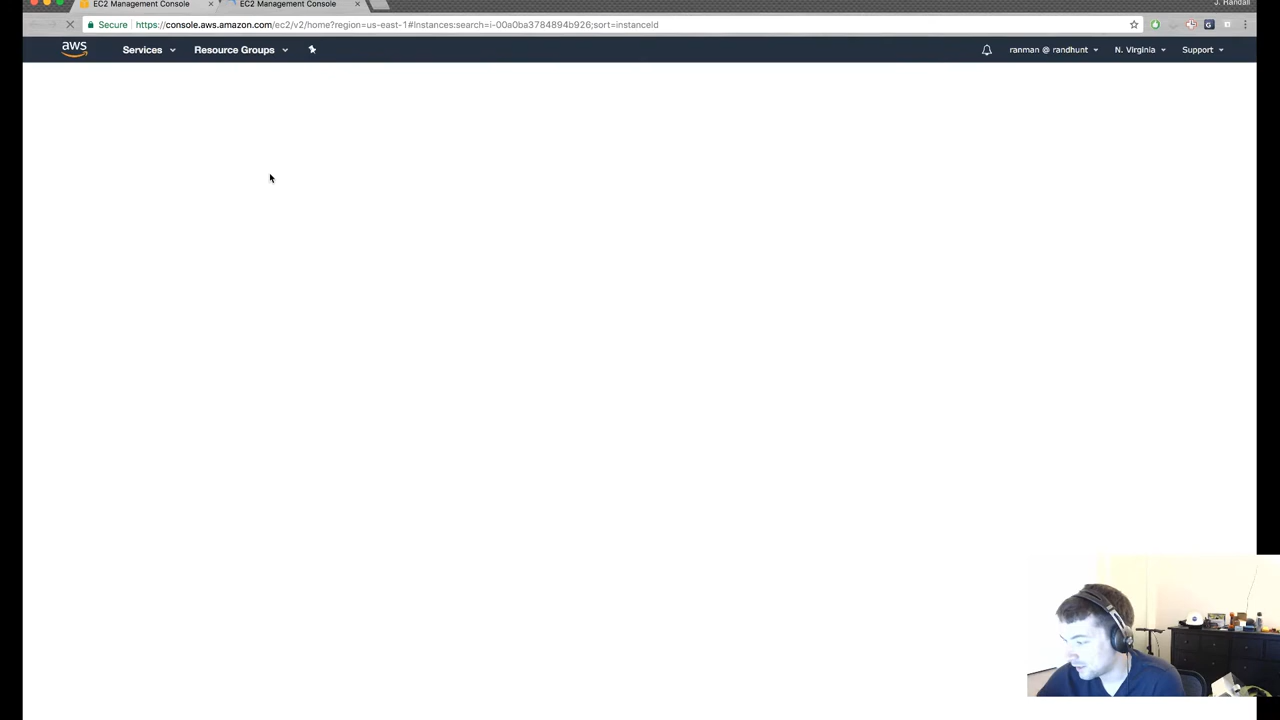 J. Randall
EC2 Management Console
EC2 Management Console
Secure https://console.aws.amazon.com/ec2/v2/home?region=us-east-1#Instances:search=i-00a0ba3784894b926;sort=instanceId
aws Services Resource Groups ranman @ randhunt N. Virginia Support